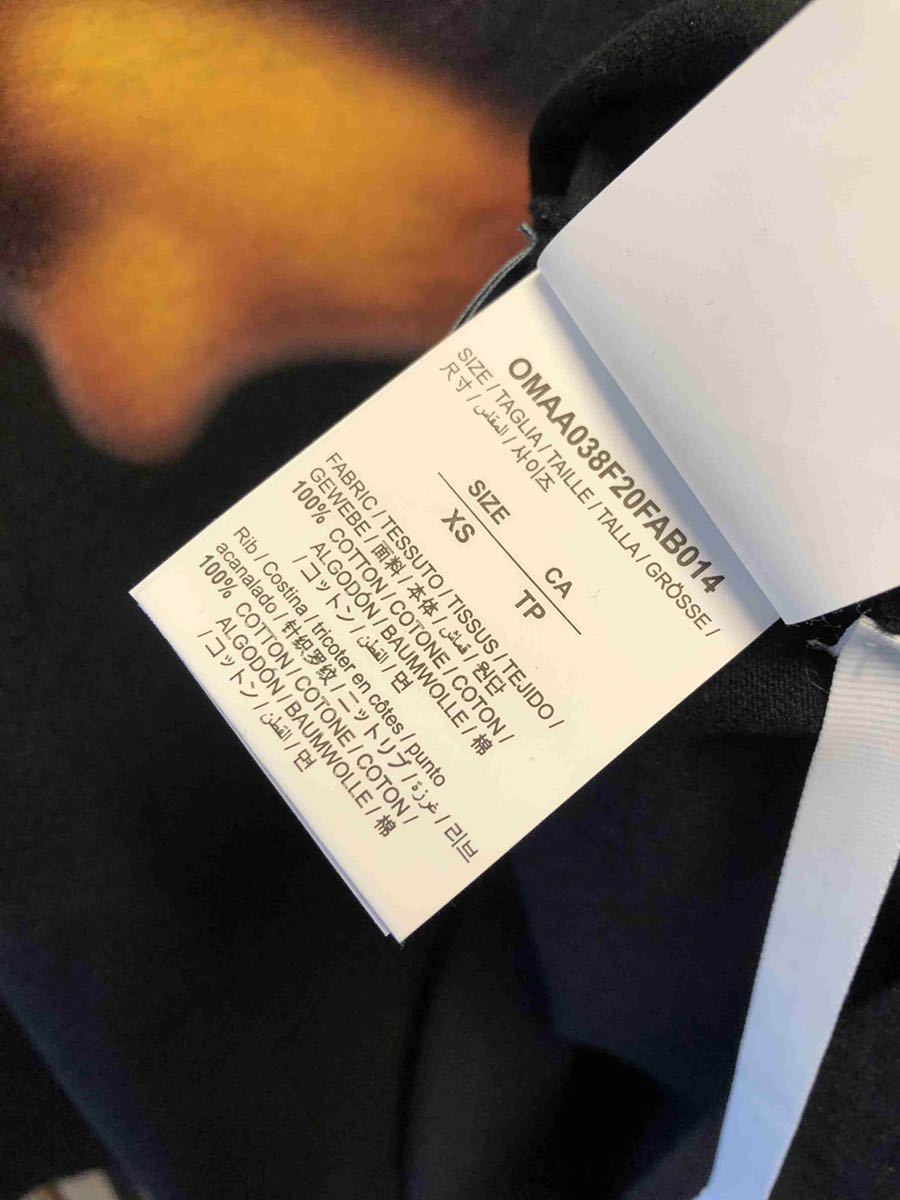 OMAA038F20FAB014
SIZE / TAGLIA / TAILLE / TALLA / GRÖSSE /
尺寸 / المقاس / 사이즈
SIZE CA
XS TP
FABRIC / TESSUTO / TISSUS / TEJIDO /
GEWEBE / 面料 / 本体 / قماش / 원단
100% COTTON / COTONE / COTON /
ALGODÓN / BAUMWOLLE / 棉
/ コットン / القطن / 면
Rib / Costina / tricoter en côtes / punto
acanalado / 针织罗纹 / ニットリブ / غرزة / 리브
100% COTTON / COTONE / COTON /
ALGODÓN / BAUMWOLLE / 棉
/ コットン / القطن / 면